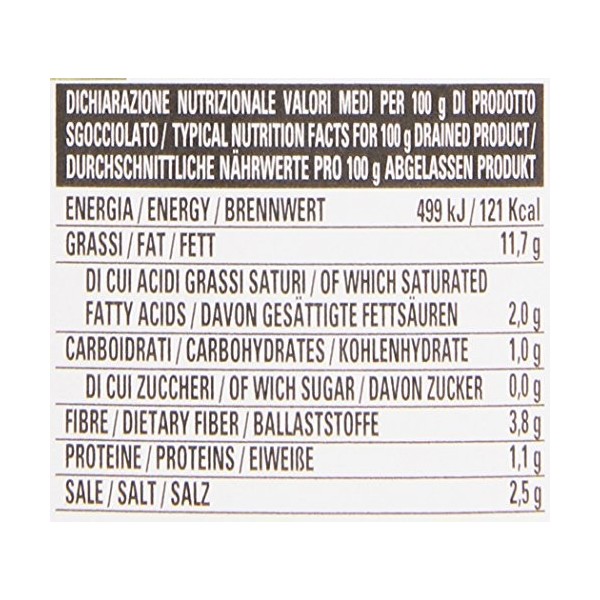 DICHIARAZIONE NUTRIZIONALE VALORI MEDI PER 100 g DI PRODOTTO
SGOCCIOLATO / TYPICAL NUTRITION FACTS FOR 100 g DRAINED PRODUCT /
DURCHSCHNITTLICHE NÄHRWERTE PRO 100 g ABGELASSEN PRODUKT
ENERGIA / ENERGY / BRENNWERT 499 kJ / 121 Kcal
GRASSI / FAT / FETT 11,7 g
DI CUI ACIDI GRASSI SATURI / OF WHICH SATURATED
FATTY ACIDS / DAVON GESÄTTIGTE FETTSÄUREN 2,0 g
CARBOIDRATI / CARBOHYDRATES / KOHLENHYDRATE 1,0 g
DI CUI ZUCCHERI / OF WICH SUGAR / DAVON ZUCKER 0,0 g
FIBRE / DIETARY FIBER / BALLASTSTOFFE 3,8 g
PROTEINE / PROTEINS / EIWEIßE 1,1 g
SALE / SALT / SALZ 2,5 g